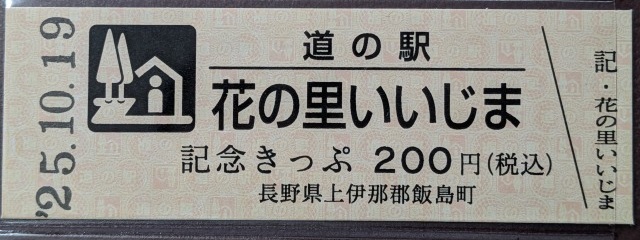 '25.10.19
道の駅
花の里いいじま
記念きっぷ 200円(税込)
長野県上伊那郡飯島町
記・花の里いいじま